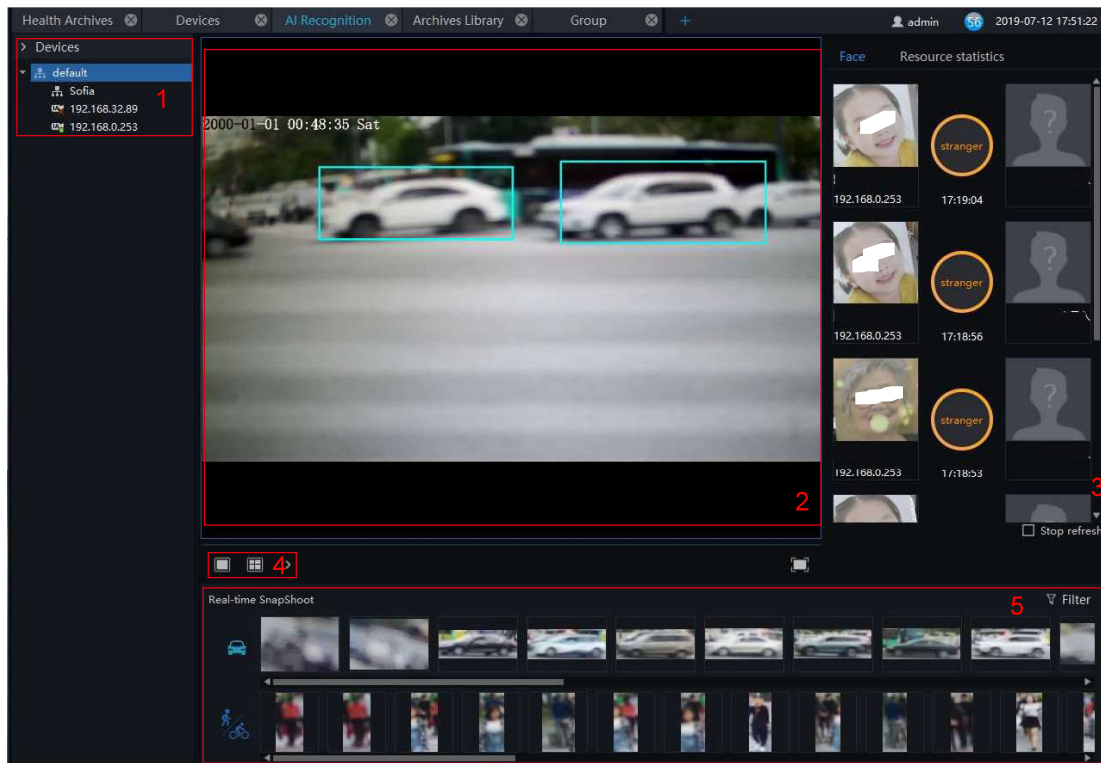 Health Archives
Devices
AI Recognition
Archives Library
Group
+
admin
56
2019-07-12 17:51:22
Devices
default
Sofia
192.168.32.89
192.168.0.253
1
2000-01-01 00:48:35 Sat
2
Face
Resource statistics
stranger
?
192.168.0.253
17:19:04
stranger
?
192.168.0.253
17:18:56
stranger
?
192.168.0.253
17:18:53
3
Stop refresh
4
Real-time SnapShoot
5
Filter